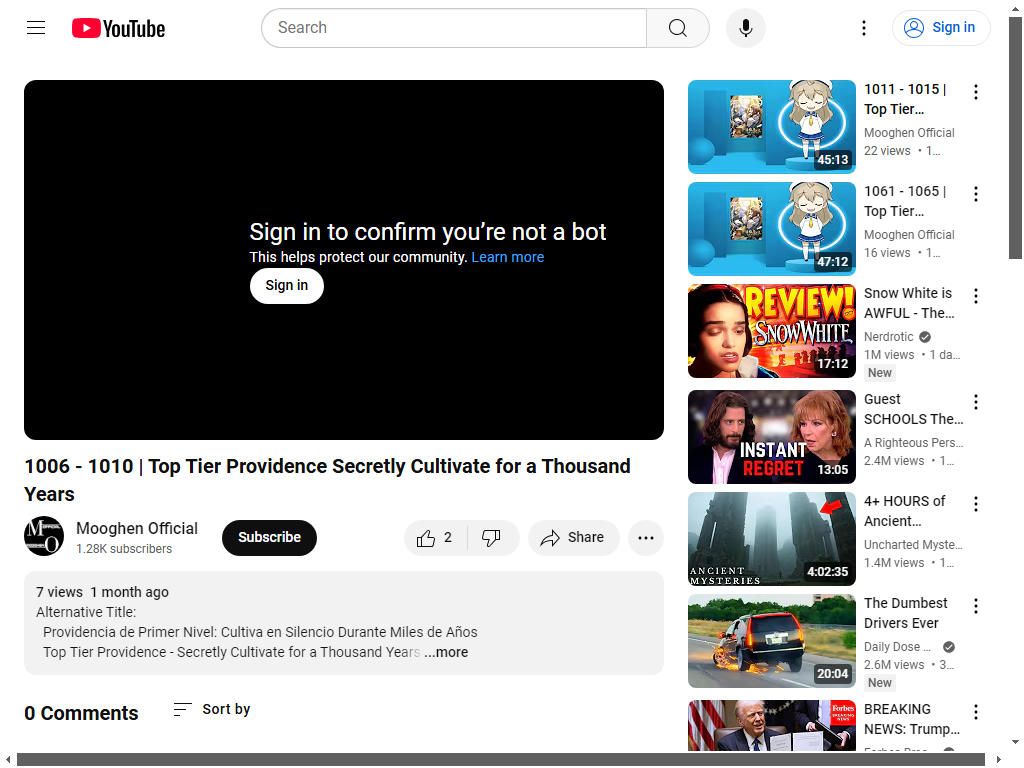 YouTube
Search
Sign in
Sign in to confirm you’re not a bot
This helps protect our community. Learn more
Sign in
1006 - 1010 | Top Tier Providence Secretly Cultivate for a Thousand
Years
Mooghen Official
1.28K subscribers
Subscribe
2
Share
7 views 1 month ago
Alternative Title:
Providencia de Primer Nivel: Cultiva en Silencio Durante Miles de Años
Top Tier Providence - Secretly Cultivate for a Thousand Years ...more
0 Comments
Sort by
45:13
1011 - 1015 |
Top Tier…
Mooghen Official
22 views • 1…
47:12
1061 - 1065 |
Top Tier…
Mooghen Official
16 views • 1…
REVIEW!
SNOW WHITE
17:12
Snow White is
AWFUL - The…
Nerdrotic
1M views • 1 da…
New
INSTANT
REGRET
13:05
Guest
SCHOOLS The…
A Righteous Pers…
2.4M views • 1…
ANCIENT
MYSTERIES
4:02:35
4+ HOURS of
Ancient…
Uncharted Myste…
1.4M views • 1…
20:04
The Dumbest
Drivers Ever
Daily Dose …
2.6M views • 3…
New
Forbes
BREAKING
NEWS
BREAKING
NEWS: Trump…